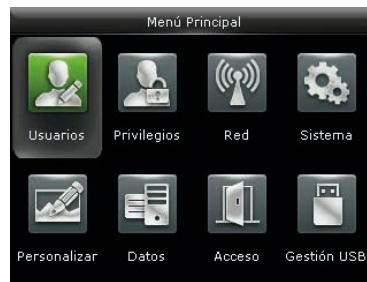 Menú Principal
Usuarios Privilegios Red Sistema
Personalizar Datos Acceso Gestión USB